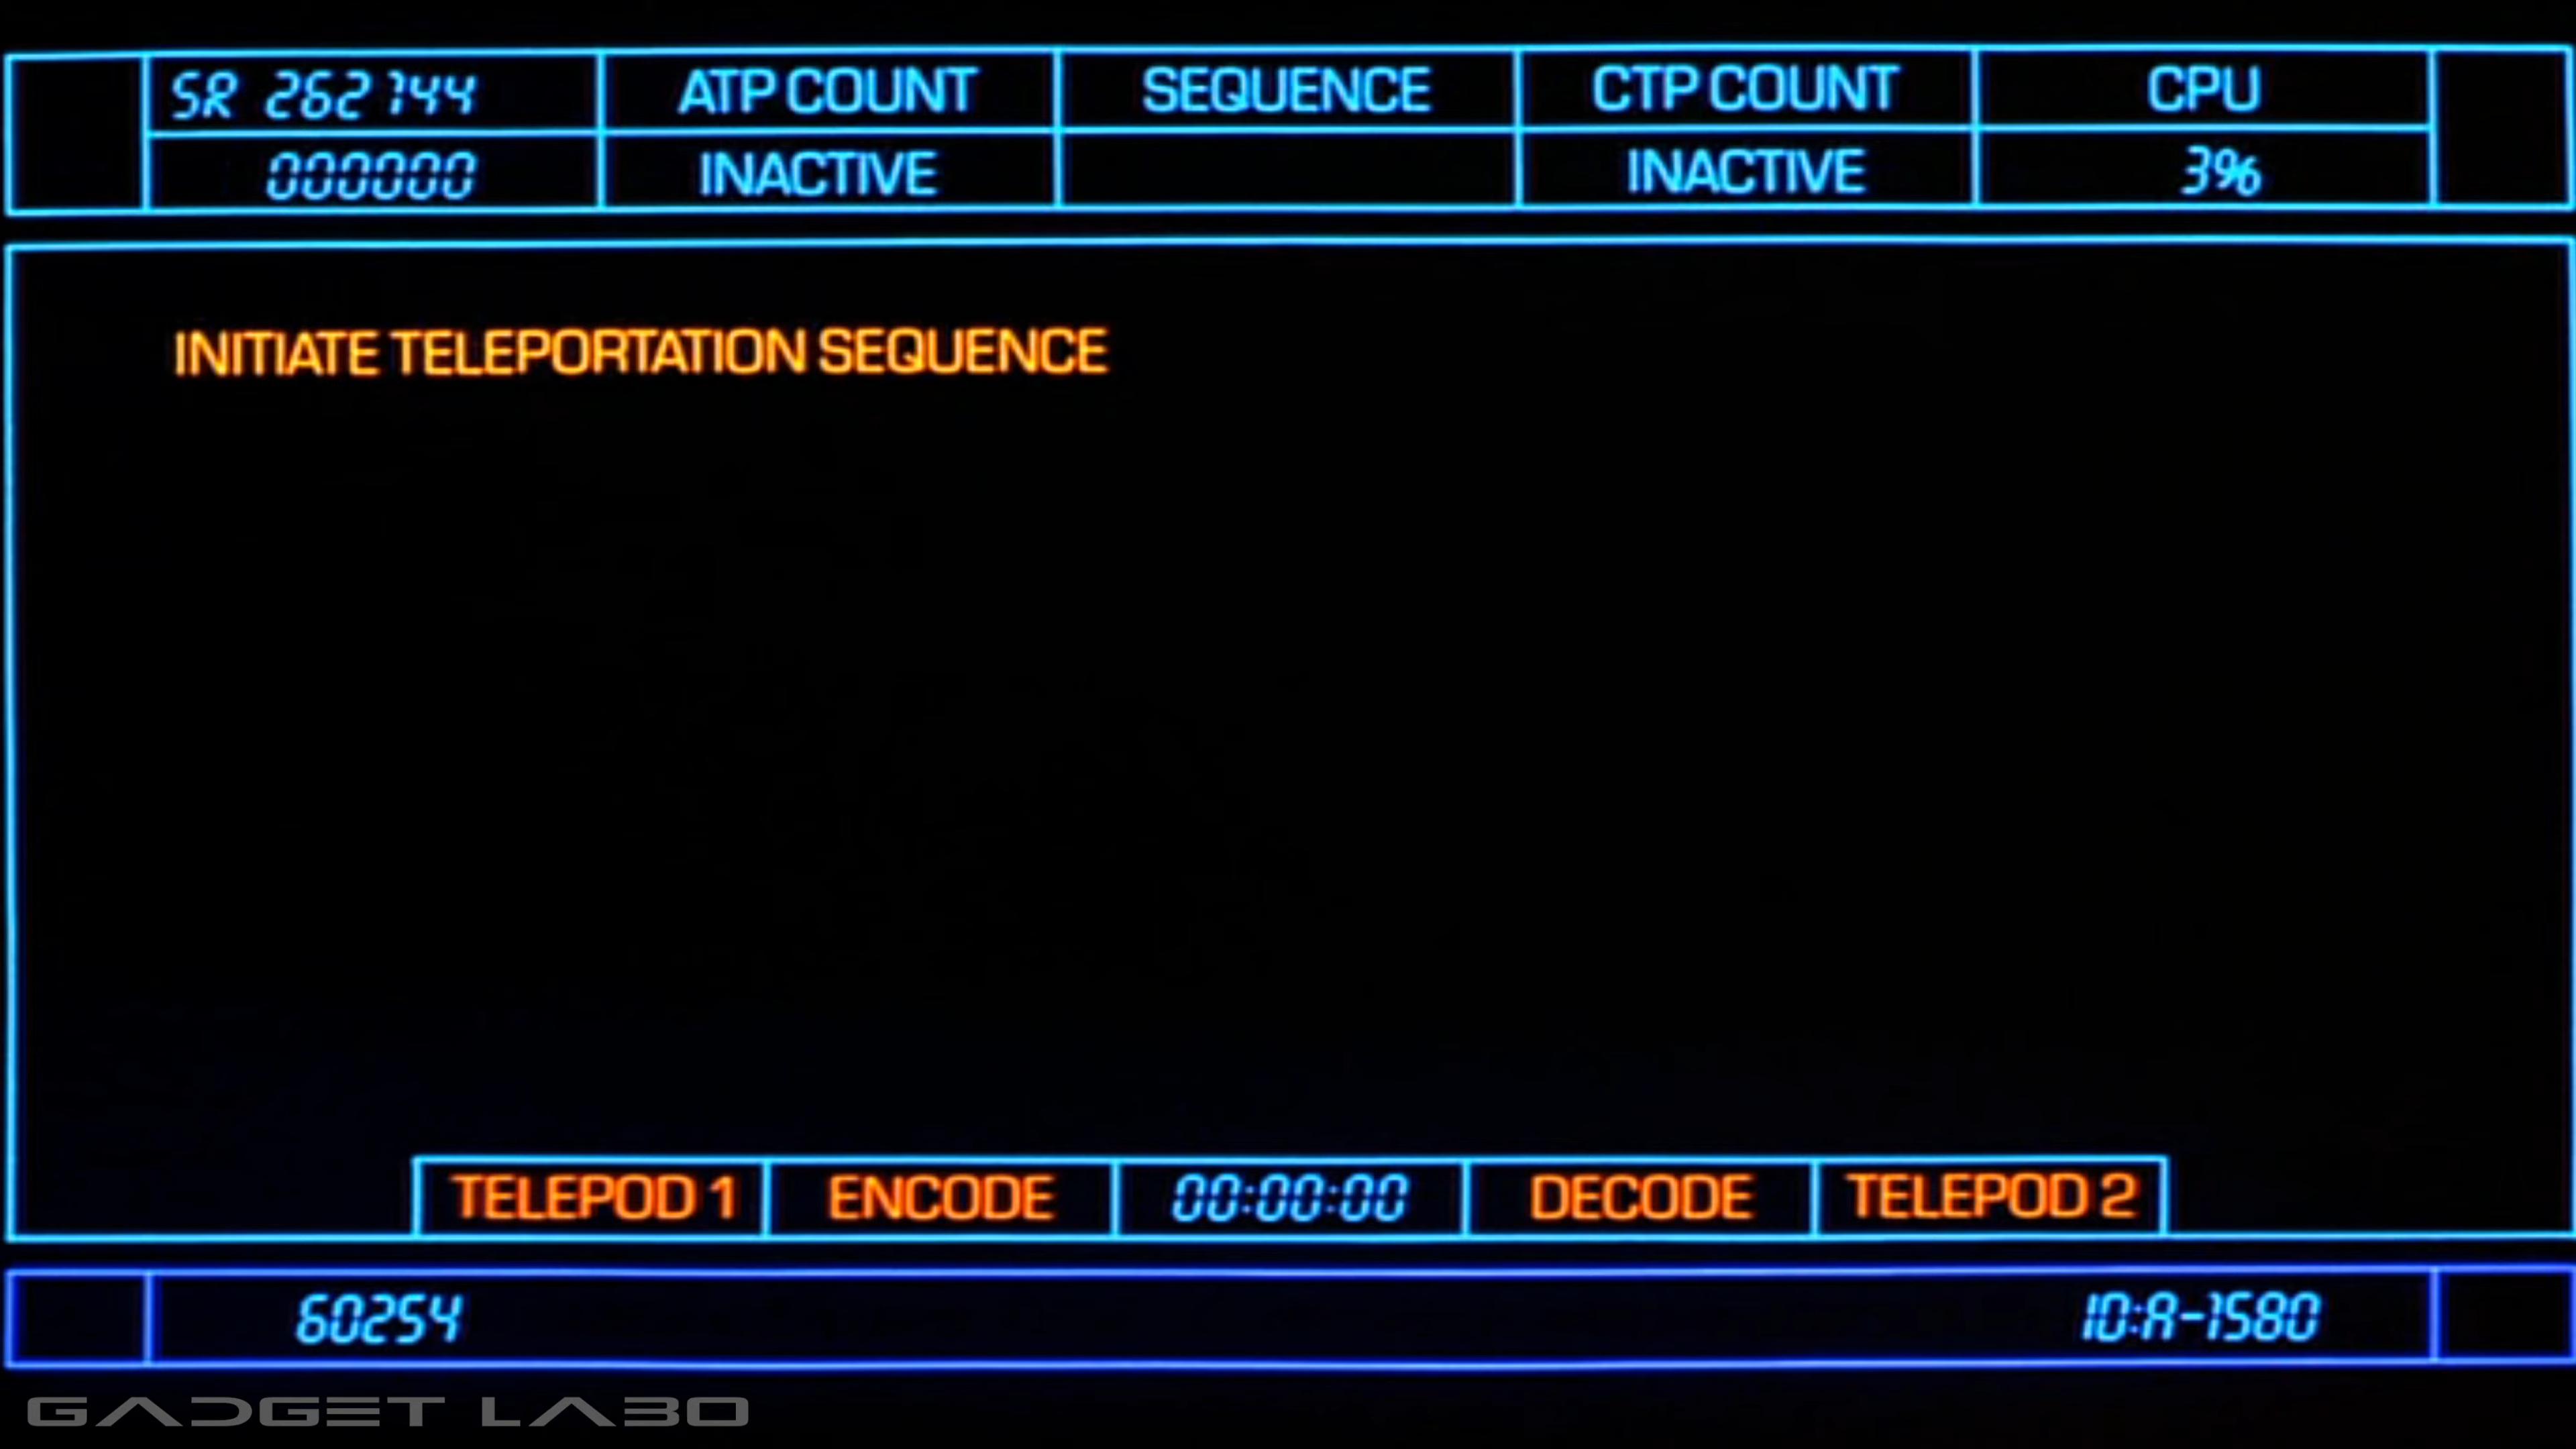 SR 262144 ATP COUNT SEQUENCE CTP COUNT CPU
000000 INACTIVE INACTIVE 3%
INITIATE TELEPORTATION SEQUENCE
TELEPOD 1 ENCODE 00:00:00 DECODE TELEPOD 2
60254 10:A-1580
GADGET LABO